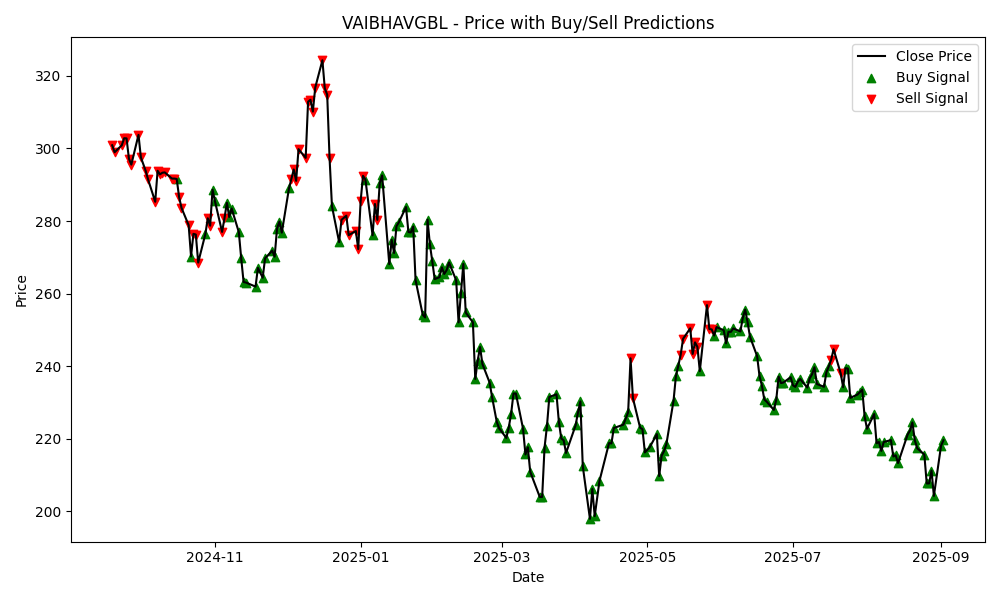 VAIBHAVGBL - Price with Buy/Sell Predictions
Close Price
Buy Signal
Sell Signal
Price
320
300
280
260
240
220
200
2024-11
2025-01
2025-03
2025-05
2025-07
2025-09
Date